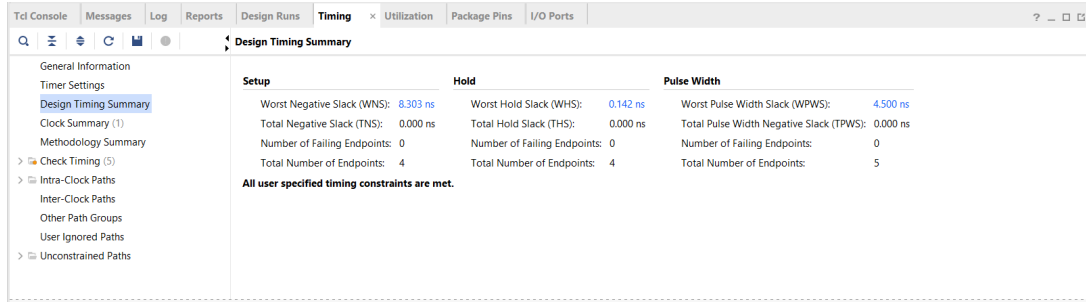 Tcl Console Messages Log Reports Design Runs Timing × Utilization Package Pins I/O Ports ?
Design Timing Summary
General Information
Timer Settings
Design Timing Summary
Clock Summary (1)
Methodology Summary
Check Timing (5)
Intra-Clock Paths
Inter-Clock Paths
Other Path Groups
User Ignored Paths
Unconstrained Paths
Setup Hold Pulse Width
Worst Negative Slack (WNS): 8.303 ns Worst Hold Slack (WHS): 0.142 ns Worst Pulse Width Slack (WPWS): 4.500 ns
Total Negative Slack (TNS): 0.000 ns Total Hold Slack (THS): 0.000 ns Total Pulse Width Negative Slack (TPWS): 0.000 ns
Number of Failing Endpoints: 0 Number of Failing Endpoints: 0 Number of Failing Endpoints: 0
Total Number of Endpoints: 4 Total Number of Endpoints: 4 Total Number of Endpoints: 5
All user specified timing constraints are met.